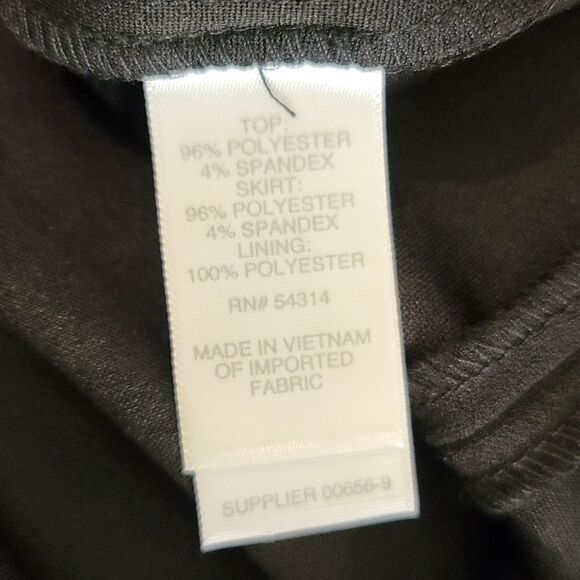 TOP:
96% POLYESTER
4% SPANDEX
SKIRT:
96% POLYESTER
4% SPANDEX
LINING:
100% POLYESTER
RN# 54314
MADE IN VIETNAM
OF IMPORTED
FABRIC
SUPPLIER 00656-9